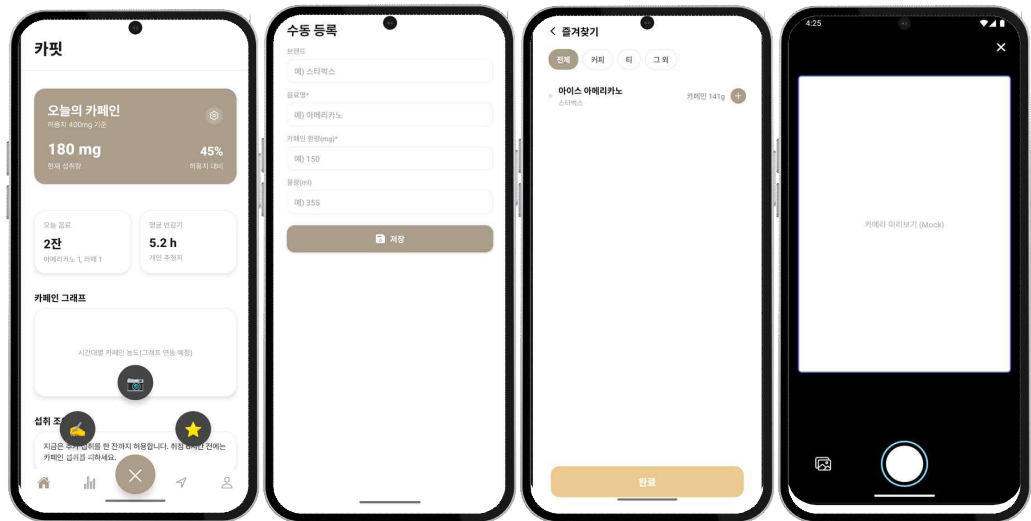 카핏
오늘의 카페인
허용치 400mg 기준
180 mg
45%
현재 섭취량
허용치 대비
오늘 음료
2잔
아메리카노 1, 라떼 1
평균 반감기
5.2 h
개인 추정치
카페인 그래프
시간대별 카페인 농도(그래프 연동 예정)
섭취 조
지금은 추가 섭취를 한 잔까지 허용합니다. 취침 6시간 전에는
카페인 섭취를 피하세요.
수동 등록
브랜드
예) 스타벅스
음료명*
예) 아메리카노
카페인 함량(mg)*
예) 150
용량(ml)
예) 355
저장
즐겨찾기
전체
커피
티
그 외
아이스 아메리카노
스타벅스
카페인 141g
완료
4:25
카메라 미리보기 (Mock)